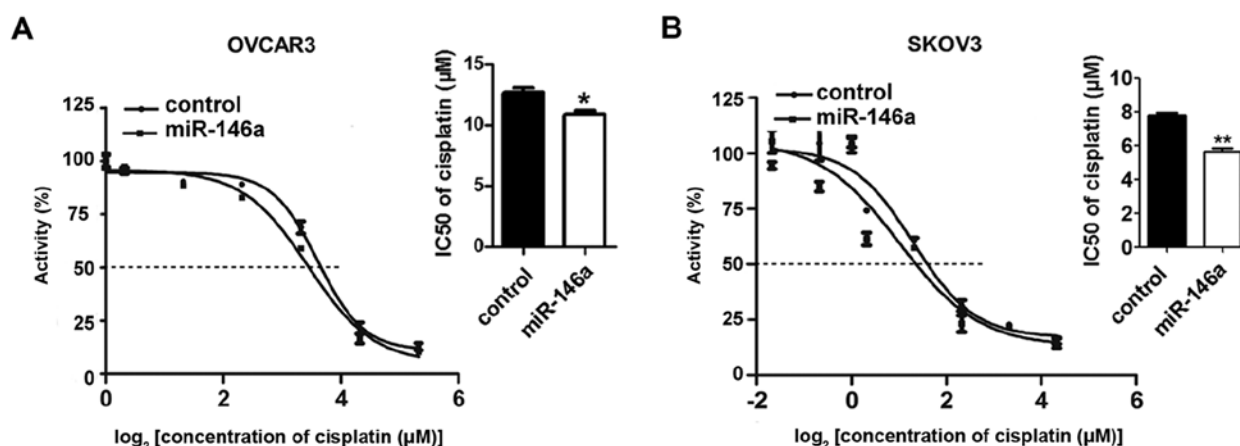 A
OVCAR3
125
100
75
50
25
0
Activity (%)
control
miR-146a
0
2
4
6
log₂ [concentration of cisplatin (µM)]
15
10
5
0
IC50 of cisplatin (µM)
*
control
miR-146a
B
SKOV3
125
100
75
50
25
0
Activity (%)
control
miR-146a
-2
0
2
4
6
log₂ [concentration of cisplatin (µM)]
10
8
6
4
2
0
IC50 of cisplatin (µM)
**
control
miR-146a